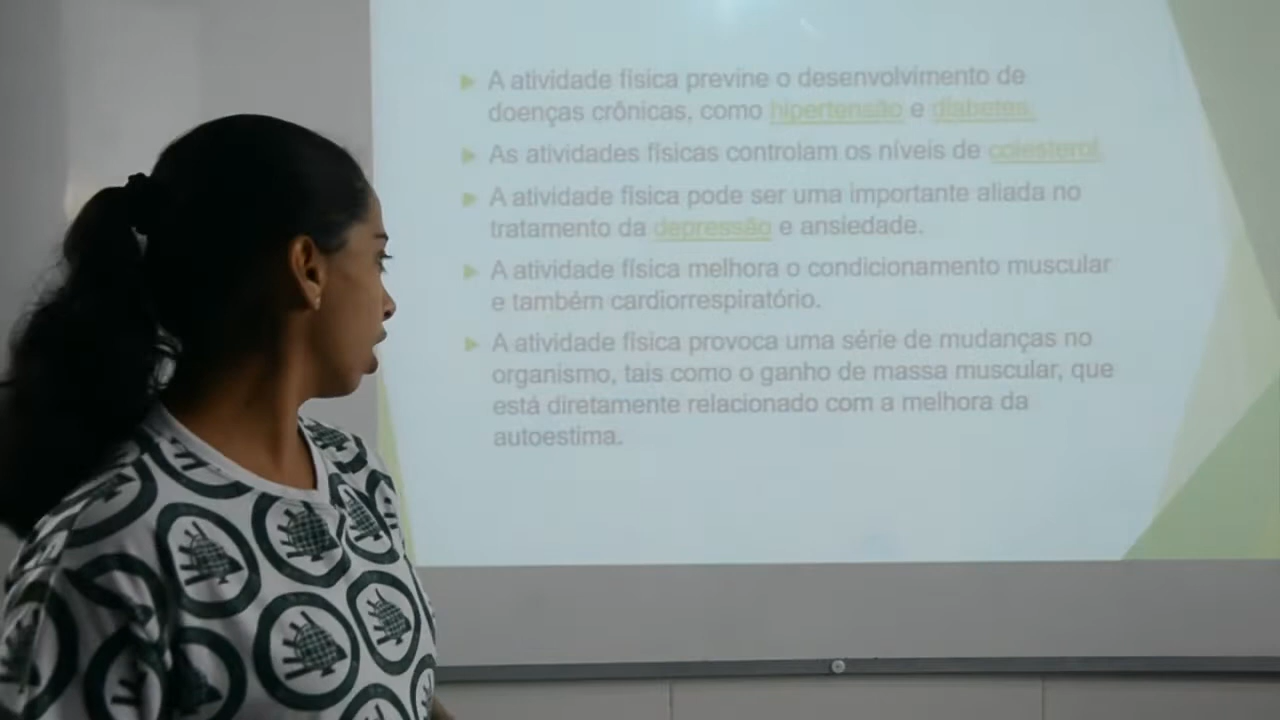 A atividade física previne o desenvolvimento de
doenças crônicas, como hipertensão e diabetes.
As atividades físicas controlam os níveis de colesterol.
A atividade física pode ser uma importante aliada no
tratamento da depressão e ansiedade.
A atividade física melhora o condicionamento muscular
e também cardiorrespiratório.
A atividade física provoca uma série de mudanças no
organismo, tais como o ganho de massa muscular, que
está diretamente relacionado com a melhora da
autoestima.